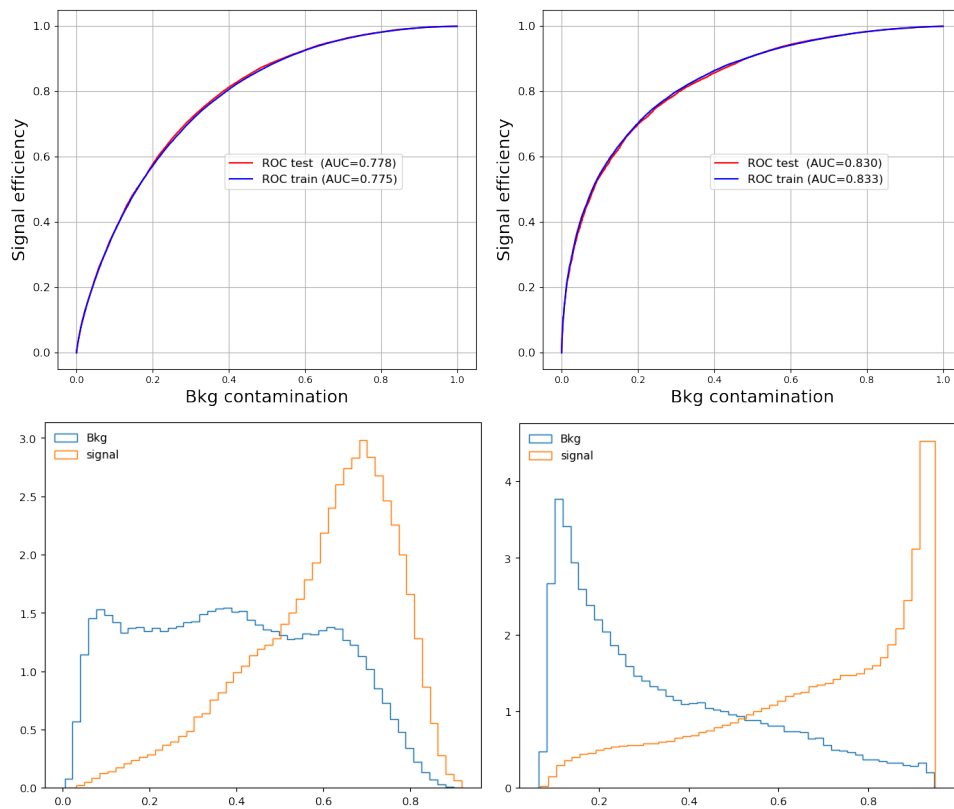 1.0
0.8
0.6
0.4
0.2
0.0
Signal efficiency
ROC test (AUC=0.778)
ROC train (AUC=0.775)
0.0 0.2 0.4 0.6 0.8 1.0
Bkg contamination
1.0
0.8
0.6
0.4
0.2
0.0
Signal efficiency
ROC test (AUC=0.830)
ROC train (AUC=0.833)
0.0 0.2 0.4 0.6 0.8 1.0
Bkg contamination
Bkg
signal
3.0
2.5
2.0
1.5
1.0
0.5
0.0
0.0 0.2 0.4 0.6 0.8
Bkg
signal
4
3
2
1
0
0.2 0.4 0.6 0.8